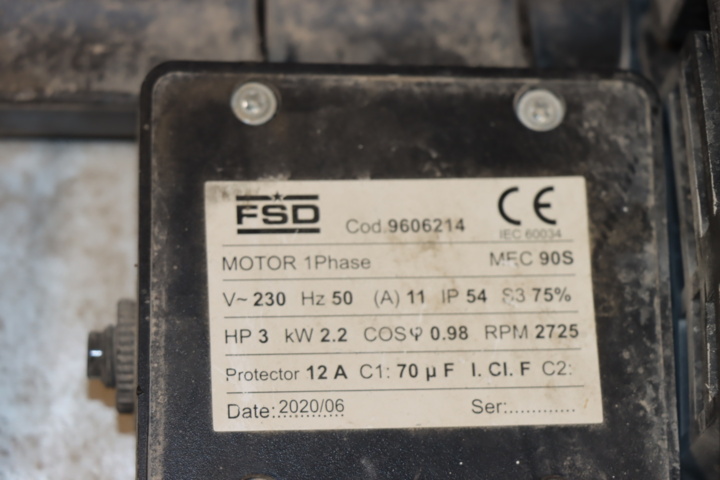 FSD Cod.9606214 CE
IEC 60034
MOTOR 1Phase MEC 90S
V~ 230 Hz 50 (A) 11 IP 54 S3 75%
HP 3 kW 2.2 COSφ 0.98 RPM 2725
Protector 12 A C1: 70 µF I. Cl. F C2:
Date: 2020/06 Ser:.............